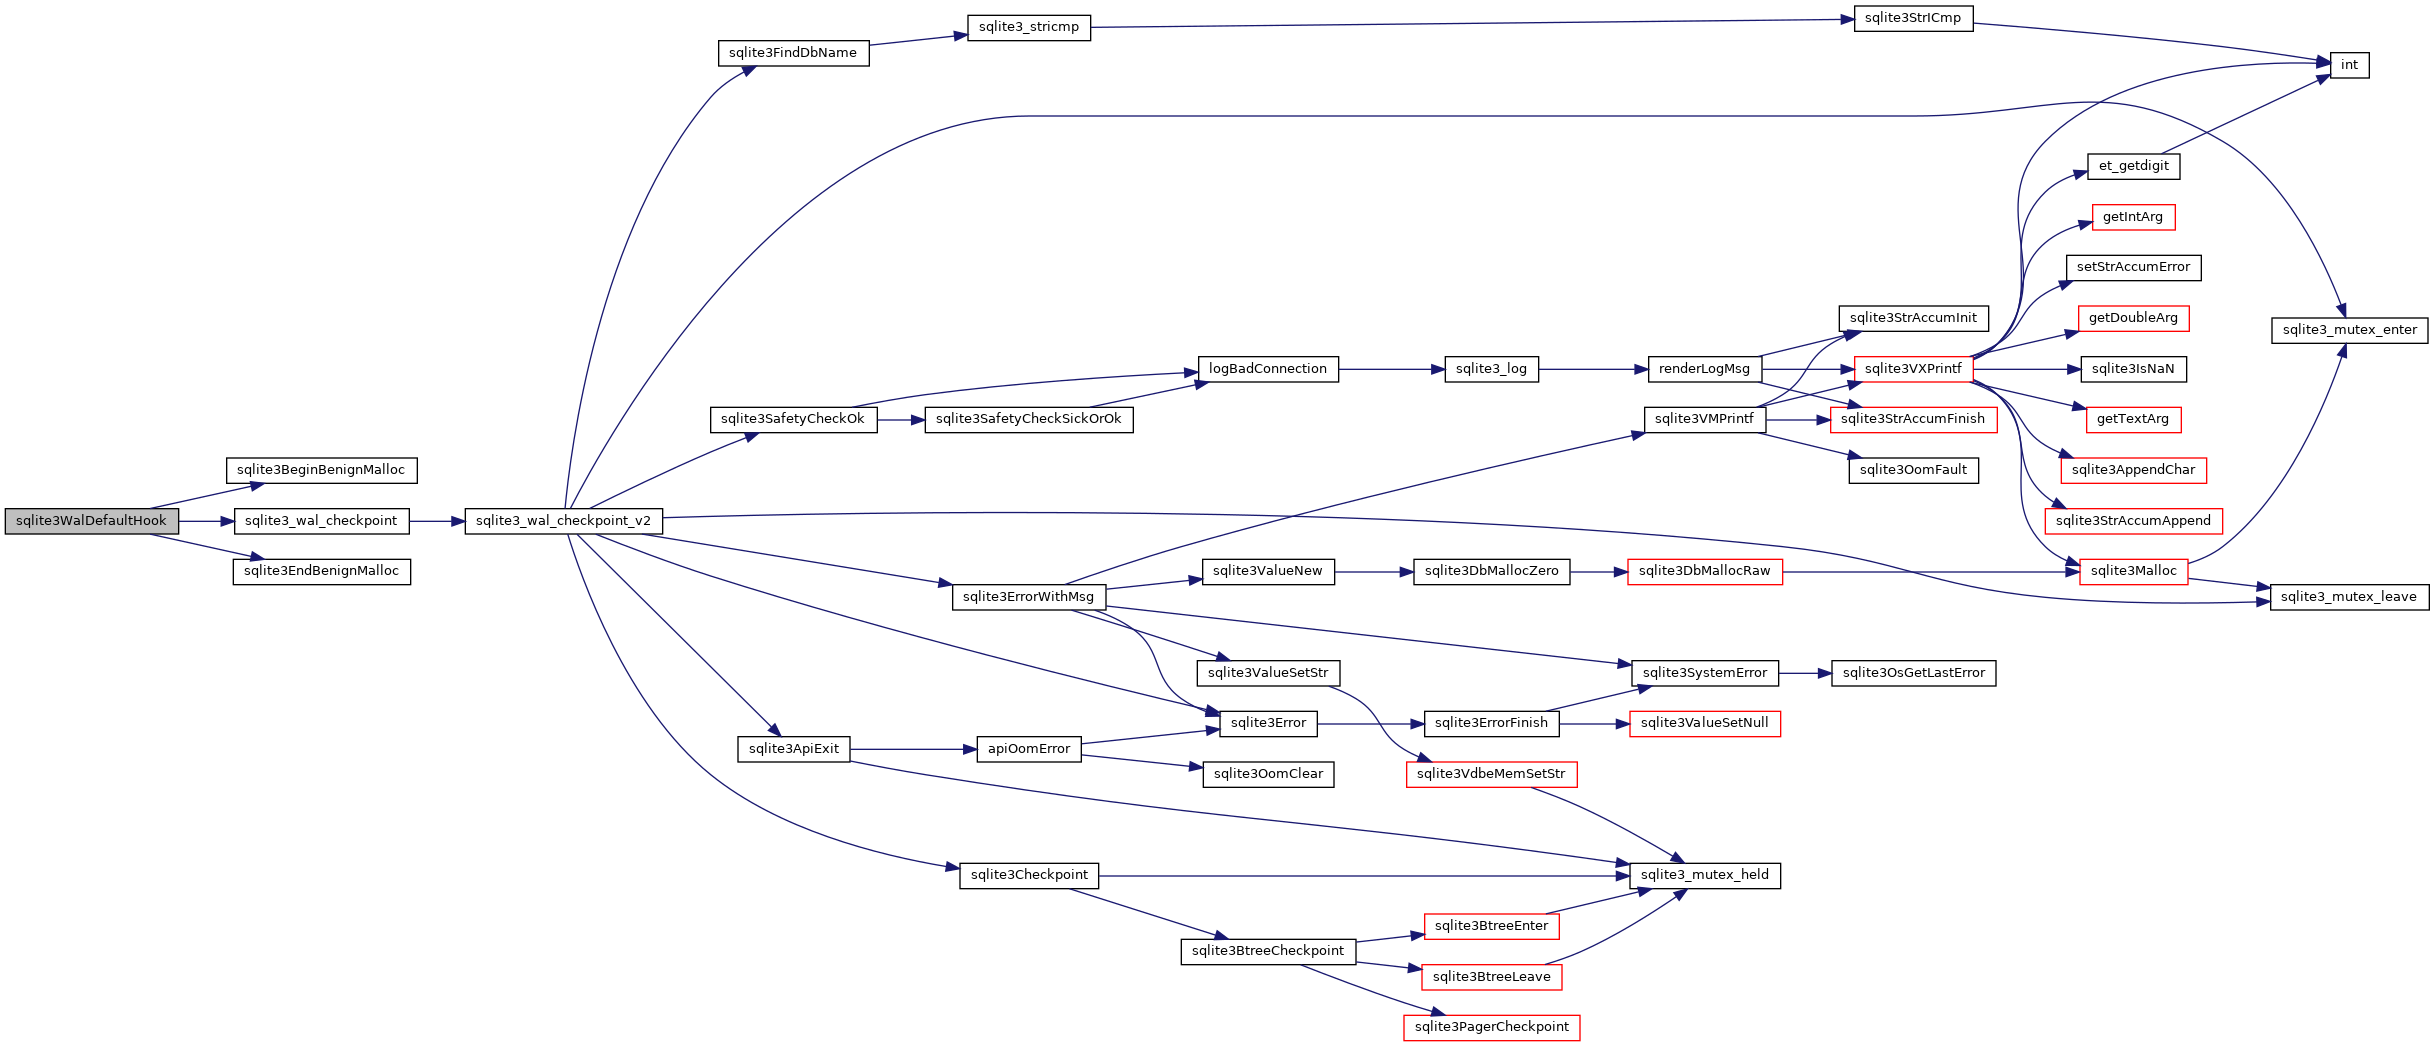 sqlite3WalDefaultHook
sqlite3BeginBenignMalloc
sqlite3_wal_checkpoint
sqlite3EndBenignMalloc
sqlite3_wal_checkpoint_v2
sqlite3FindDbName
sqlite3SafetyCheckOk
sqlite3ApiExit
sqlite3_stricmp
sqlite3SafetyCheckSickOrOk
sqlite3ErrorWithMsg
apiOomError
sqlite3Checkpoint
logBadConnection
sqlite3ValueNew
sqlite3ValueSetStr
sqlite3Error
sqlite3OomClear
sqlite3BtreeCheckpoint
sqlite3_log
sqlite3DbMallocZero
sqlite3ErrorFinish
sqlite3VdbeMemSetStr
sqlite3BtreeEnter
sqlite3BtreeLeave
sqlite3PagerCheckpoint
renderLogMsg
sqlite3VMPrintf
sqlite3DbMallocRaw
sqlite3SystemError
sqlite3ValueSetNull
sqlite3_mutex_held
sqlite3StrICmp
sqlite3StrAccumInit
sqlite3VXPrintf
sqlite3StrAccumFinish
sqlite3OomFault
sqlite3OsGetLastError
et_getdigit
getIntArg
setStrAccumError
getDoubleArg
sqlite3IsNaN
getTextArg
sqlite3AppendChar
sqlite3StrAccumAppend
sqlite3Malloc
int
sqlite3_mutex_enter
sqlite3_mutex_leave